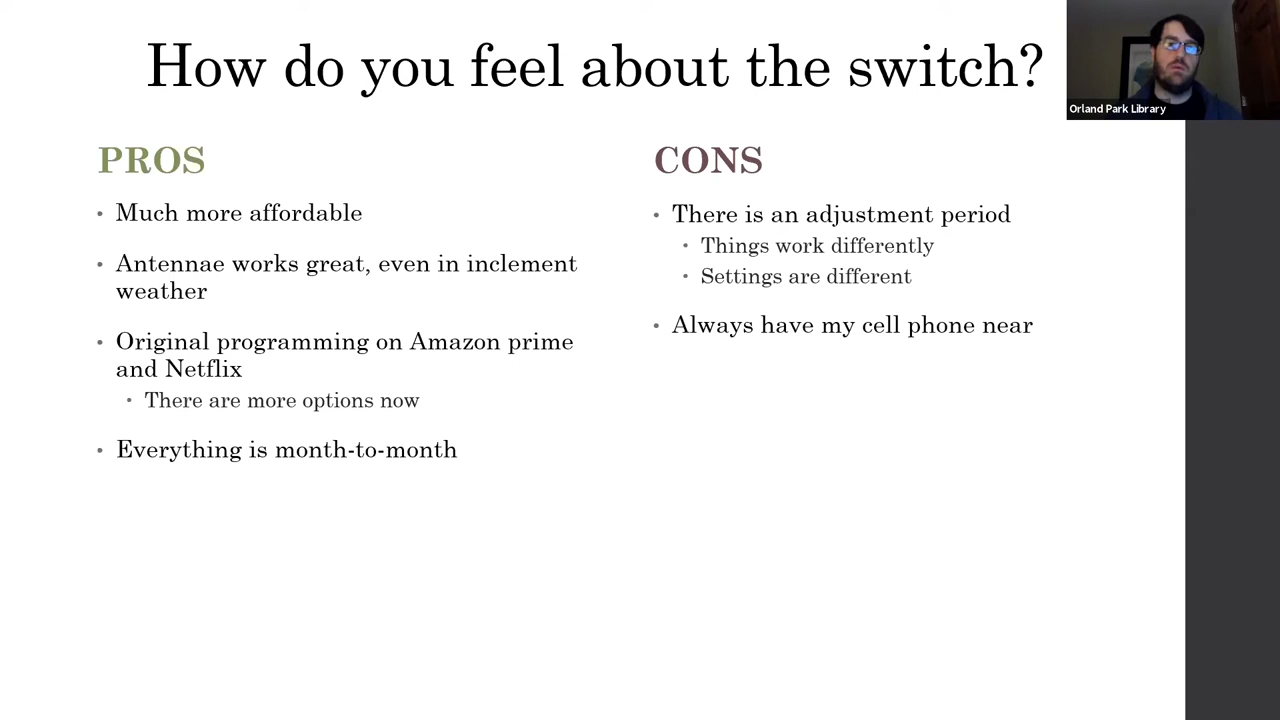 How do you feel about the switch?
Orland Park Library
PROS
Much more affordable
Antennae works great, even in inclement
weather
Original programming on Amazon prime
and Netflix
There are more options now
Everything is month-to-month
CONS
There is an adjustment period
Things work differently
Settings are different
Always have my cell phone near